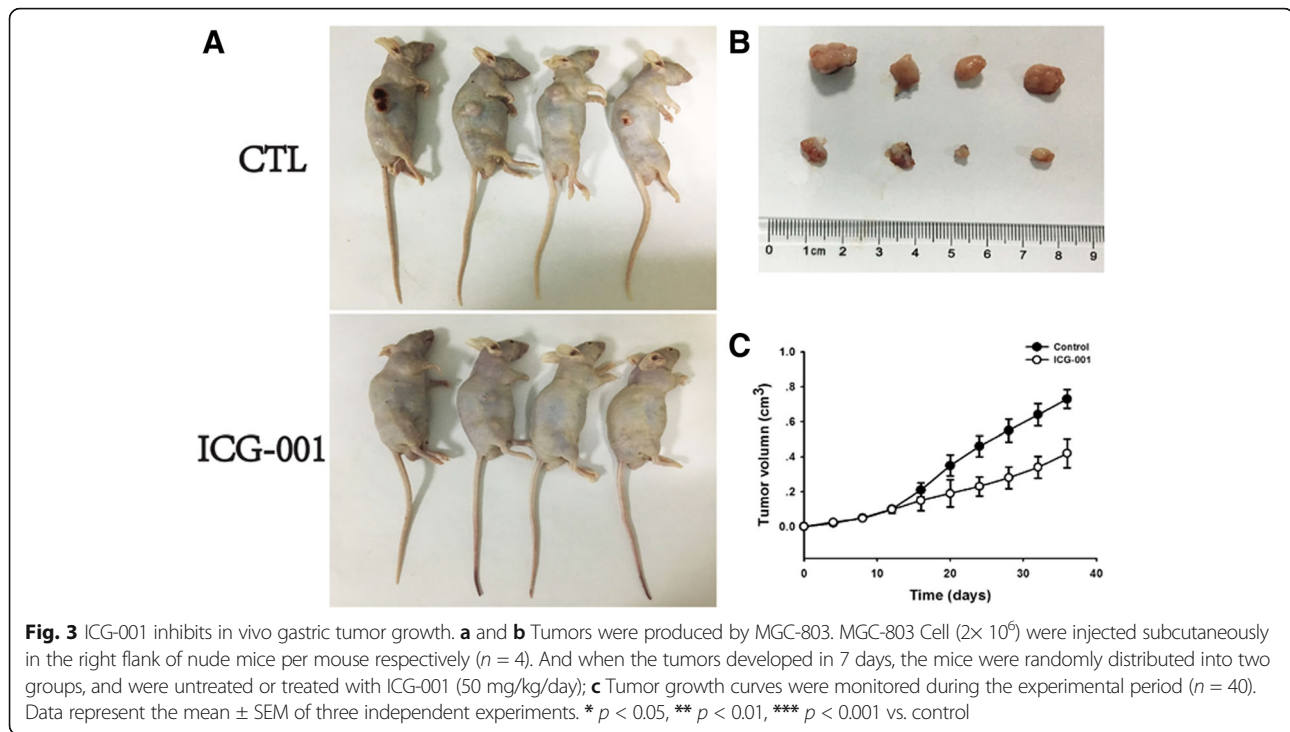 A
CTL
ICG-001
B
0 1cm 2 3 4 5 6 7 8 9
C
Control
ICG-001
1.0
.8
.6
.4
.2
0.0
Tumor volumn (cm³)
0 10 20 30 40
Time (days)
Fig. 3 ICG-001 inhibits in vivo gastric tumor growth. a and b Tumors were produced by MGC-803. MGC-803 Cell (2× 10⁶) were injected subcutaneously
in the right flank of nude mice per mouse respectively (n = 4). And when the tumors developed in 7 days, the mice were randomly distributed into two
groups, and were untreated or treated with ICG-001 (50 mg/kg/day); c Tumor growth curves were monitored during the experimental period (n = 40).
Data represent the mean ± SEM of three independent experiments. * p < 0.05, ** p < 0.01, *** p < 0.001 vs. control